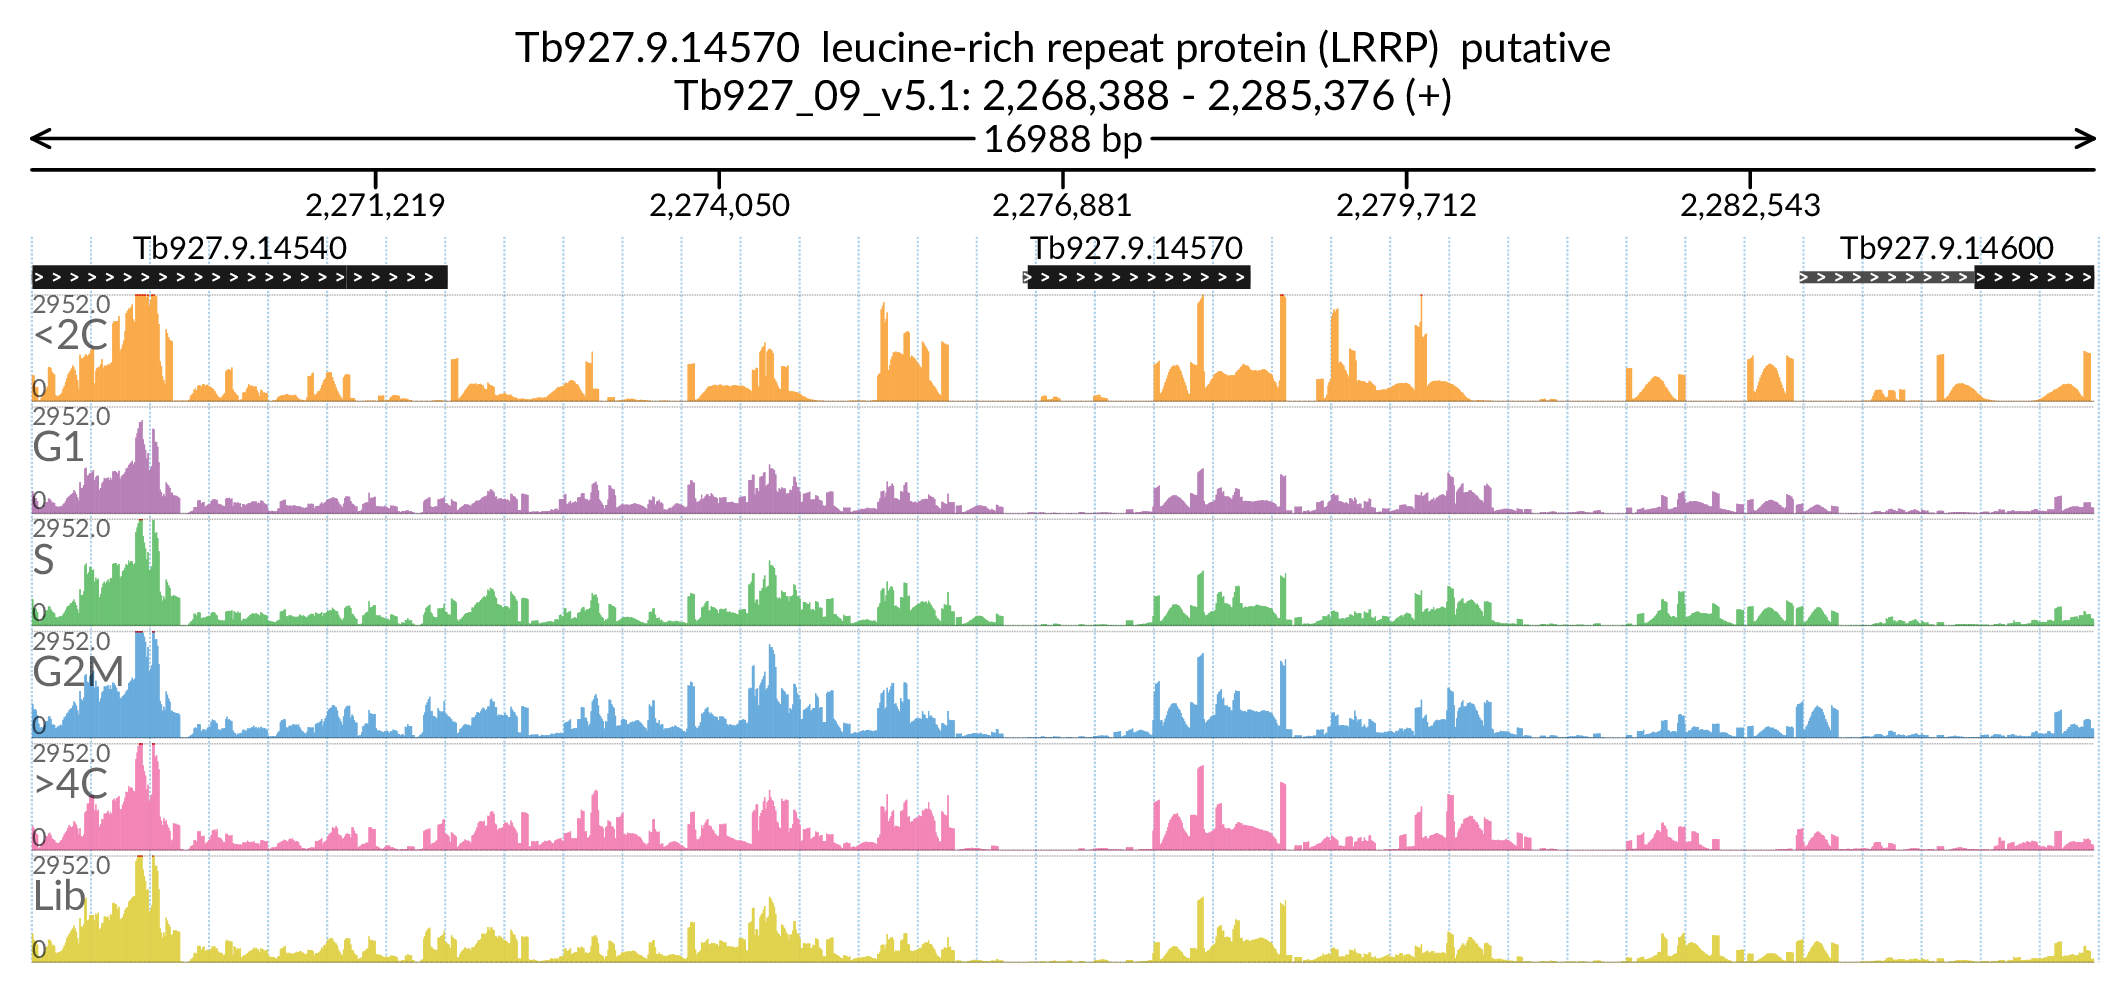 Tb927.9.14570 leucine-rich repeat protein (LRRP) putative
Tb927_09_v5.1: 2,268,388 - 2,285,376 (+)
16988 bp
2,271,219 2,274,050 2,276,881 2,279,712 2,282,543
Tb927.9.14540 Tb927.9.14570 Tb927.9.14600
2952.0
<2C
0
2952.0
G1
0
2952.0
S
0
2952.0
G2M
0
2952.0
>4C
0
2952.0
Lib
0